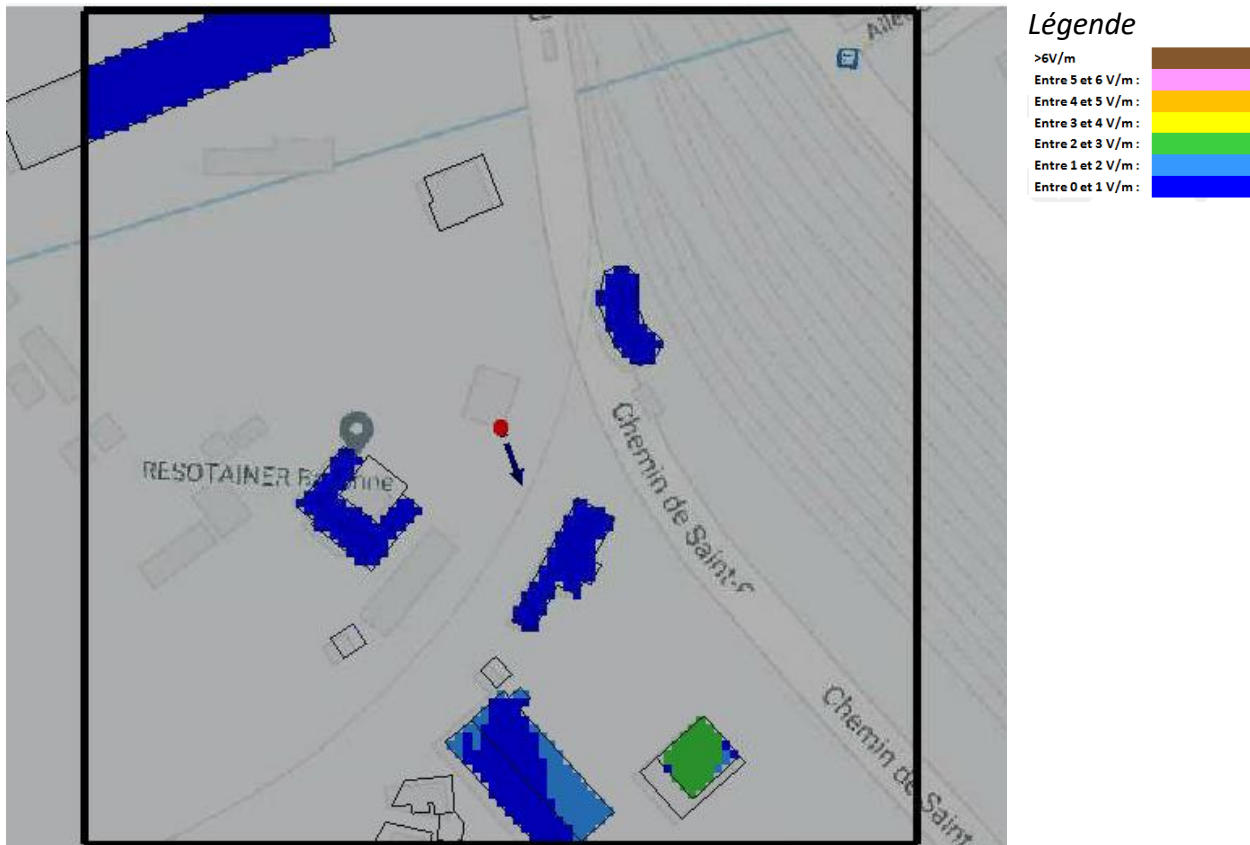 Légende
>6V/m
Entre 5 et 6 V/m :
Entre 4 et 5 V/m :
Entre 3 et 4 V/m :
Entre 2 et 3 V/m :
Entre 1 et 2 V/m :
Entre 0 et 1 V/m :
RESOTAINER
Chemin de Saint-
Chemin de Saint